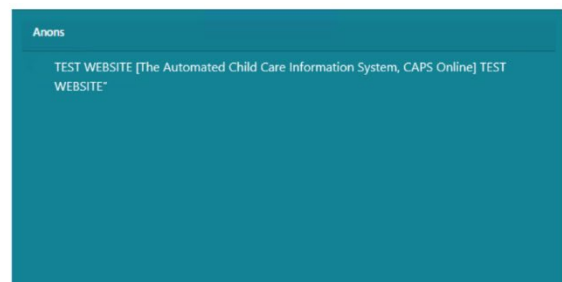 Anons
TEST WEBSITE [The Automated Child Care Information System, CAPS Online] TEST
WEBSITE"